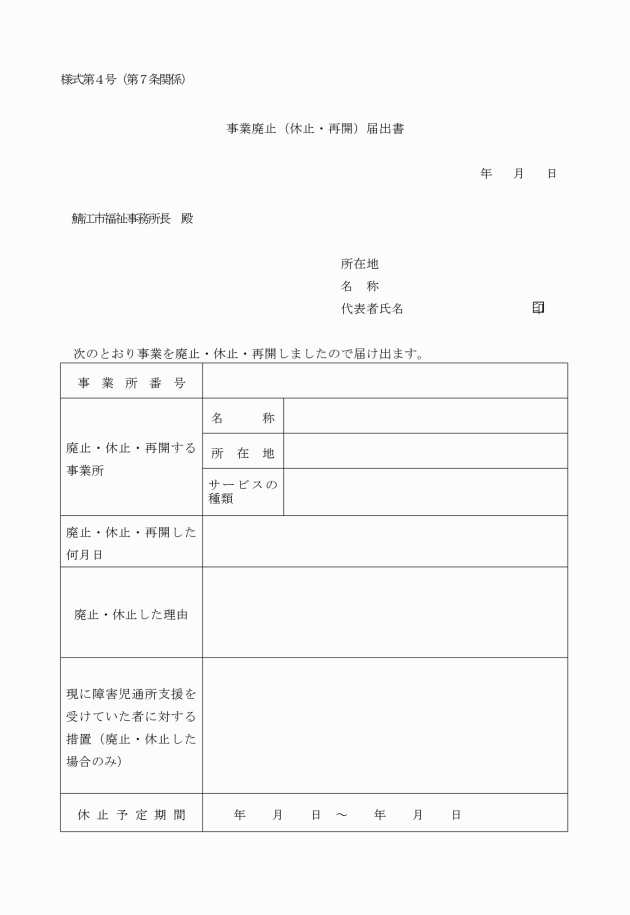 様式第４号（第７条関係）
事業廃止（休止・再開）届出書
年　月　日
鯖江市福祉事務所長　殿
所在地
名　称
代表者氏名　印
次のとおり事業を廃止・休止・再開しましたので届け出ます。
事業所番号
廃止・休止・再開する
事業所
名　称
所在地
サービスの
種類
廃止・休止・再開した
何月日
廃止・休止した理由
現に障害児通所支援を
受けていた者に対する
措置（廃止・休止した
場合のみ）
休止予定期間
年　月　日　～　年　月　日